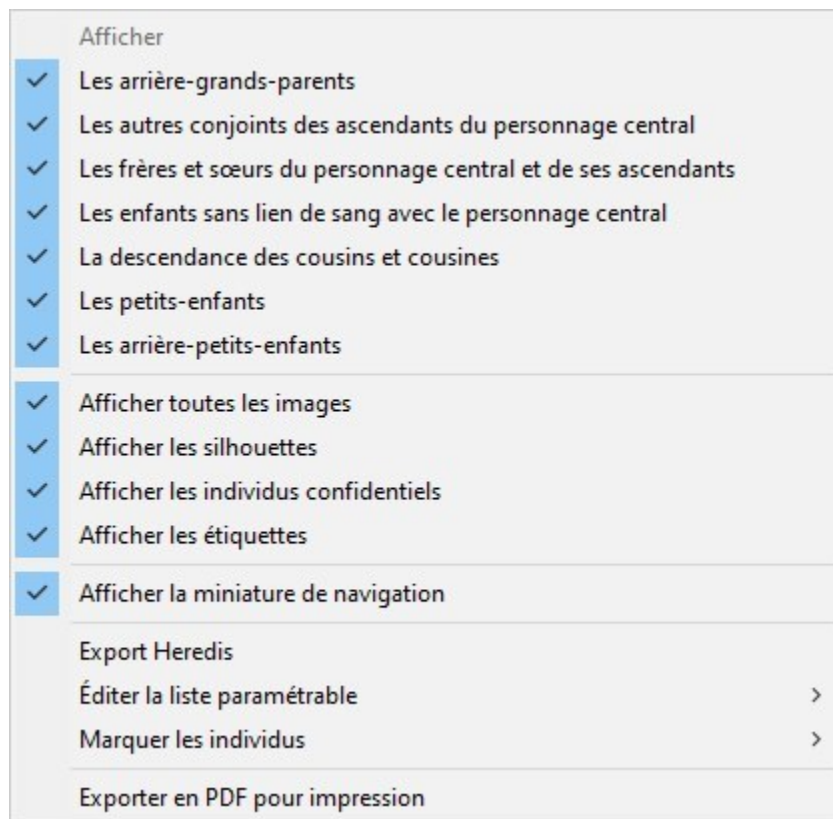 Afficher
Les arrière-grands-parents
Les autres conjoints des ascendants du personnage central
Les frères et sœurs du personnage central et de ses ascendants
Les enfants sans lien de sang avec le personnage central
La descendance des cousins et cousines
Les petits-enfants
Les arrière-petits-enfants
Afficher toutes les images
Afficher les silhouettes
Afficher les individus confidentiels
Afficher les étiquettes
Afficher la miniature de navigation
Export Heredis
Éditer la liste paramétrable
Marquer les individus
Exporter en PDF pour impression